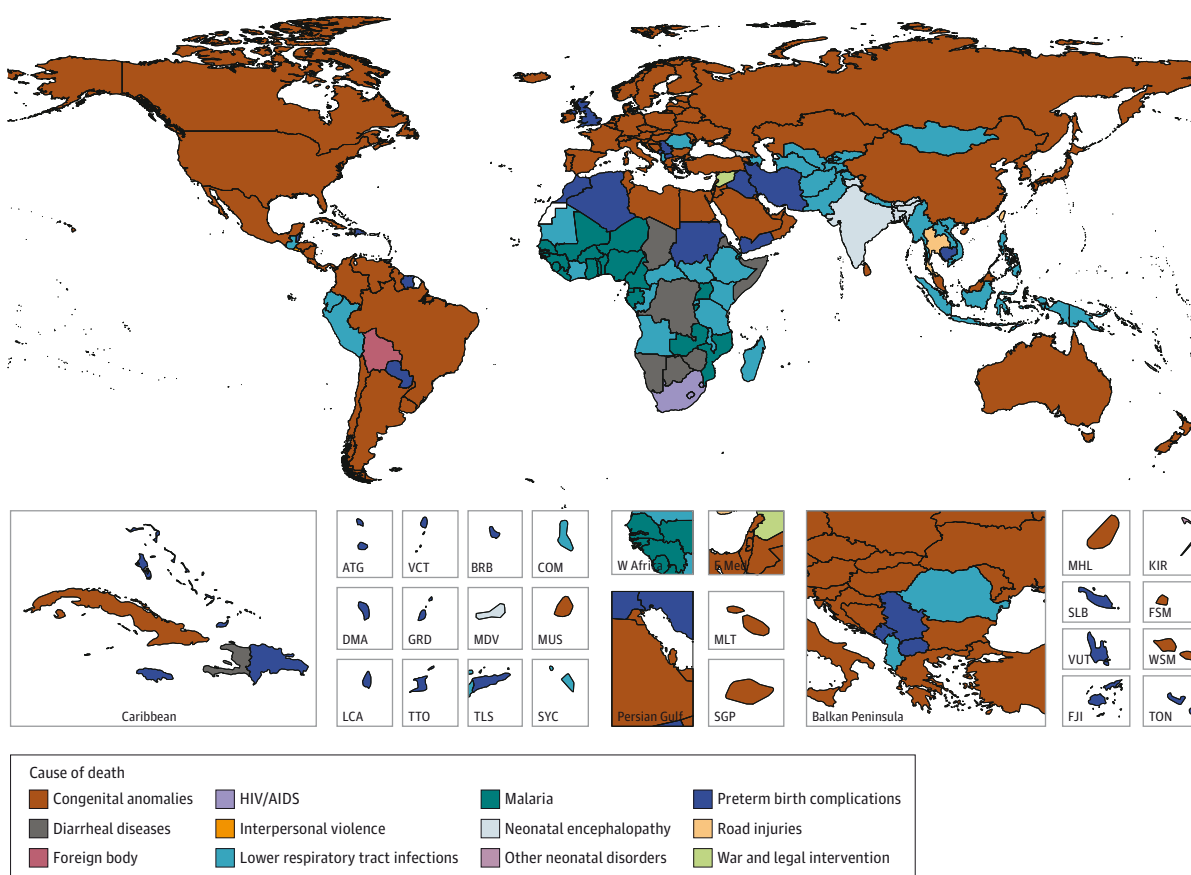 ATG
VCT
BRB
COM
W Africa
E Med
MHL
KIR
DMA
GRD
MDV
MUS
MLT
SLB
FSM
VUT
WSM
Caribbean
LCA
TTO
TLS
SYC
Persian Gulf
SGP
Balkan Peninsula
FJI
TON
Cause of death
Congenital anomalies
HIV/AIDS
Malaria
Preterm birth complications
Diarrheal diseases
Interpersonal violence
Neonatal encephalopathy
Road injuries
Foreign body
Lower respiratory tract infections
Other neonatal disorders
War and legal intervention